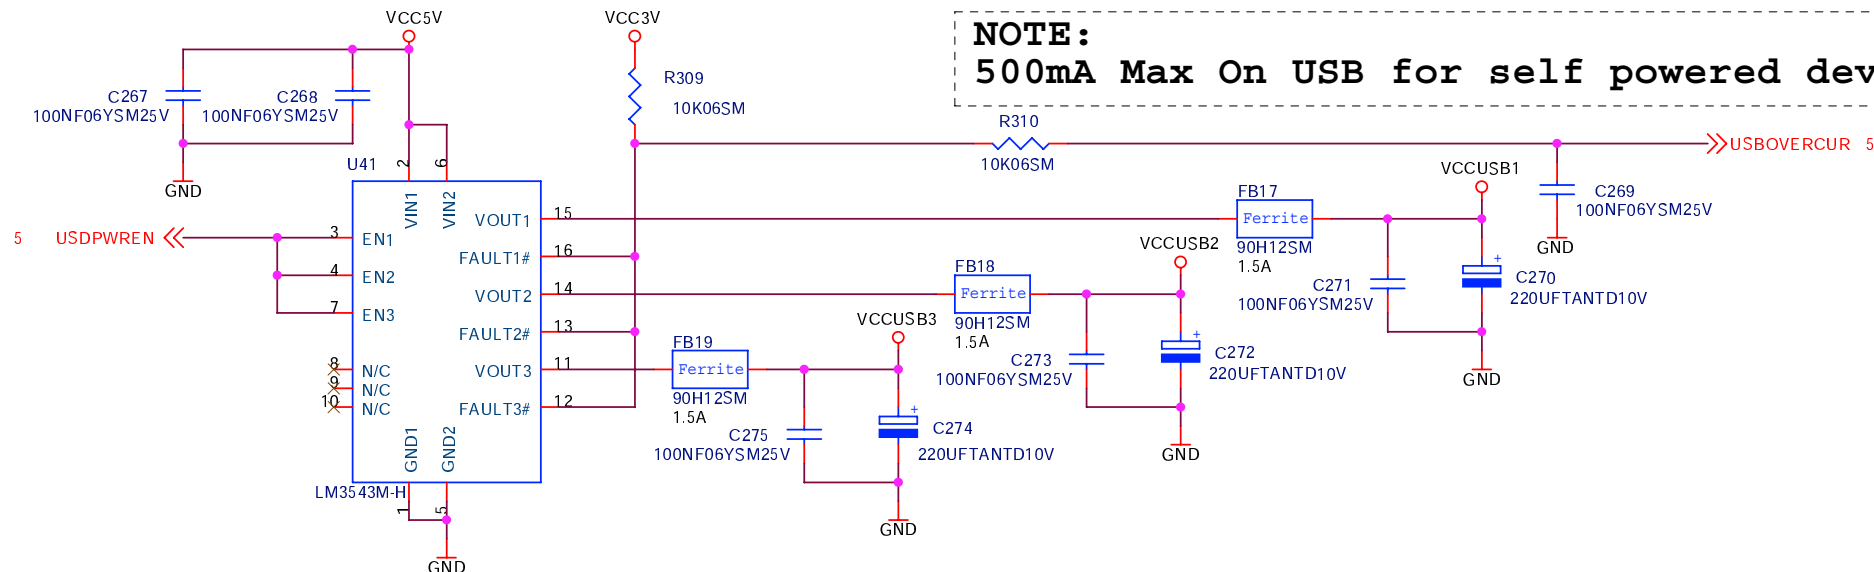 VCC5V
VCC3V
NOTE:
500mA Max On USB for self powered dev
C267
100NF06YSM25V
C268
100NF06YSM25V
R309
10K06SM
R310
10K06SM
USBOVERCUR 5
GND
U41
2
6
VIN1
VIN2
VCCUSB1
C269
100NF06YSM25V
GND
5 USDPWREN
3
EN1
4
EN2
7
EN3
8
N/C
9
N/C
10
N/C
VOUT1
15
FAULT1#
16
VOUT2
14
FAULT2#
13
VOUT3
11
FAULT3#
12
GND1
GND2
LM3543M-H
1
5
GND
FB17
Ferrite
90H12SM
1.5A
C271
100NF06YSM25V
+
C270
220UFTANTD10V
GND
VCCUSB2
FB18
Ferrite
90H12SM
1.5A
C273
100NF06YSM25V
+
C272
220UFTANTD10V
GND
VCCUSB3
FB19
Ferrite
90H12SM
1.5A
C275
100NF06YSM25V
+
C274
220UFTANTD10V
GND